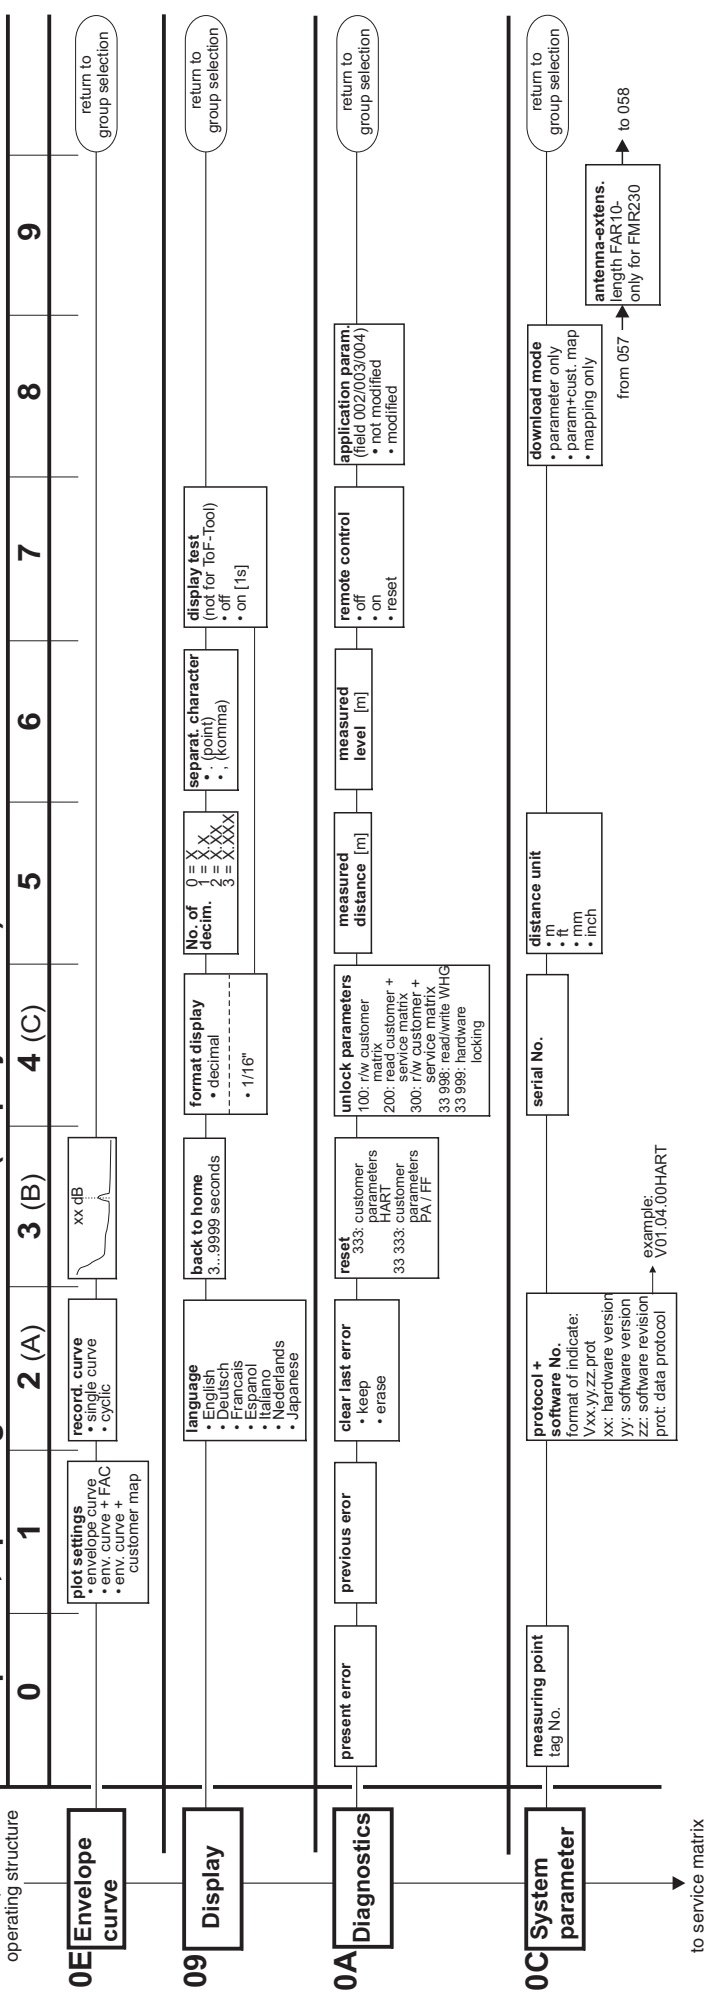 operating structure
0
1
2 (A)
3 (B)
4 (C)
5
6
7
8
9
0E Envelope
curve
plot settings
• envelope curve
• env. curve + FAC
• env. curve +
customer map
record. curve
• single curve
• cyclic
xx dB
return to
group selection
09 Display
language
• English
• Deutsch
• Francais
• Espanol
• Italiano
• Nederlands
• Japanese
back to home
3...9999 seconds
format display
• decimal
• 1/16"
No. of
decim.
0 = X
1 = X.X
2 = X.XX
3 = X.XXX
separat. character
• . (point)
• , (komma)
display test
(not for ToF-Tool)
• off
• on [1s]
return to
group selection
0A Diagnostics
present error
previous eror
clear last error
• keep
• erase
reset
333: customer
parameters
HART
33 333: customer
parameters
PA / FF
unlock parameters
100: r/w customer
matrix
200: read customer +
service matrix
300: r/w customer +
service matrix
33 998: read/write WHG
33 999: hardware
locking
measured
distance [m]
measured
level [m]
remote control
• off
• on
• reset
application param.
(field 002/003/004)
• not modified
• modified
return to
group selection
0C System
parameter
measuring point
tag No.
protocol +
software No.
format of indicate:
Vxx.yy.zz.prot
xx: hardware version
yy: software version
zz: software revision
prot: data protocol
example:
V01.04.00HART
serial No.
distance unit
• m
• ft
• mm
• inch
download mode
• parameter only
• param+cust. map
• mapping only
return to
group selection
from 057
antenna-extens.
length FAR10-
only for FMR230
to 058
to service matrix